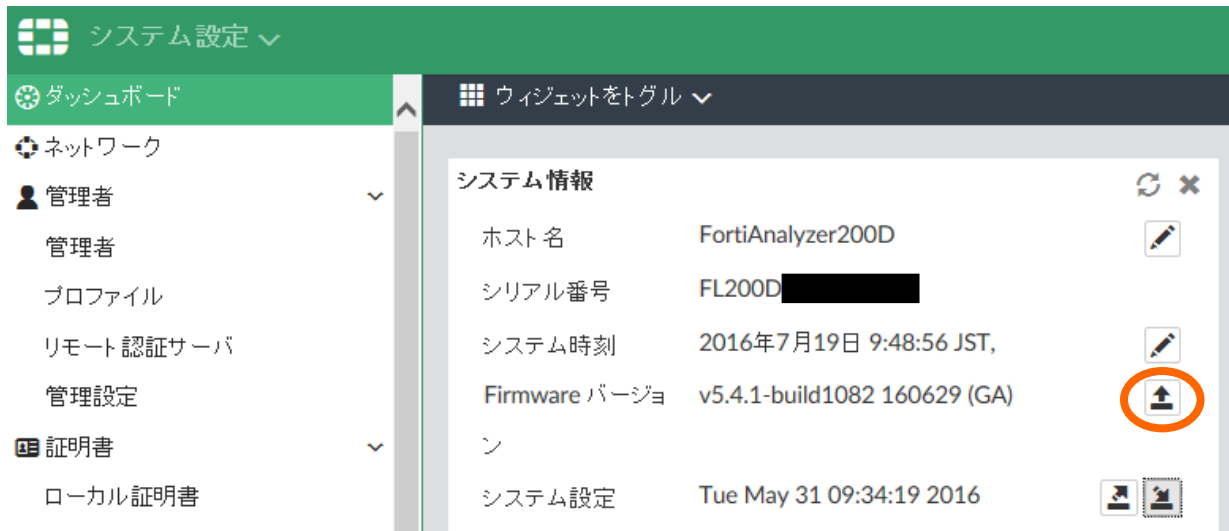 システム設定
ダッシュボード
ネットワーク
管理者
管理者
プロファイル
リモート認証サーバ
管理設定
証明書
ローカル証明書
ウィジェットをトグル
システム情報
ホスト名 FortiAnalyzer200D
シリアル番号 FL200D
システム時刻 2016年7月19日 9:48:56 JST,
Firmware バージョ v5.4.1-build1082 160629 (GA)
ン
システム設定 Tue May 31 09:34:19 2016